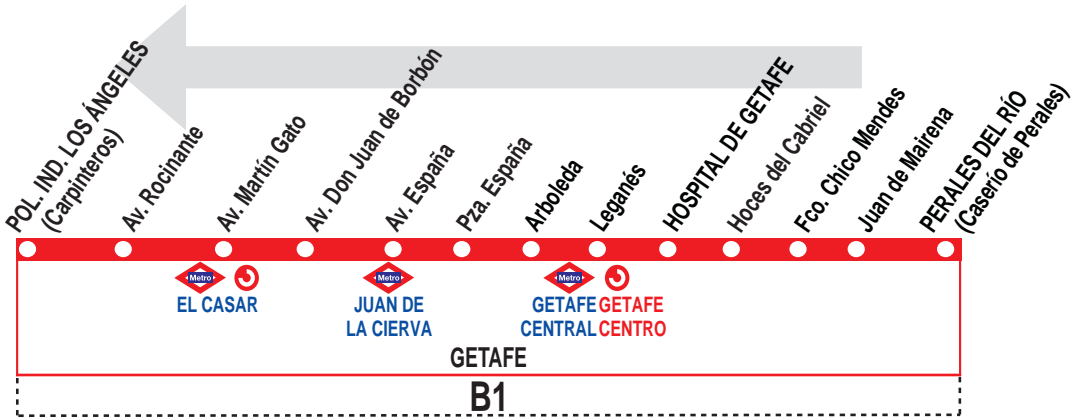 POL. IND. LOS ÁNGELES
(Carpinteros)
Av. Rocinante
Av. Martín Gato
Av. Don Juan de Borbón
Av. España
Pza. España
Arboleda
Leganés
HOSPITAL DE GETAFE
Hoces del Cabriel
Fco. Chico Mendes
Juan de Mairena
PERALES DEL RÍO
(Caserío de Perales)
Metro
EL CASAR
Metro
JUAN DE
LA CIERVA
Metro
GETAFE
CENTRAL
GETAFE
CENTRO
GETAFE
B1